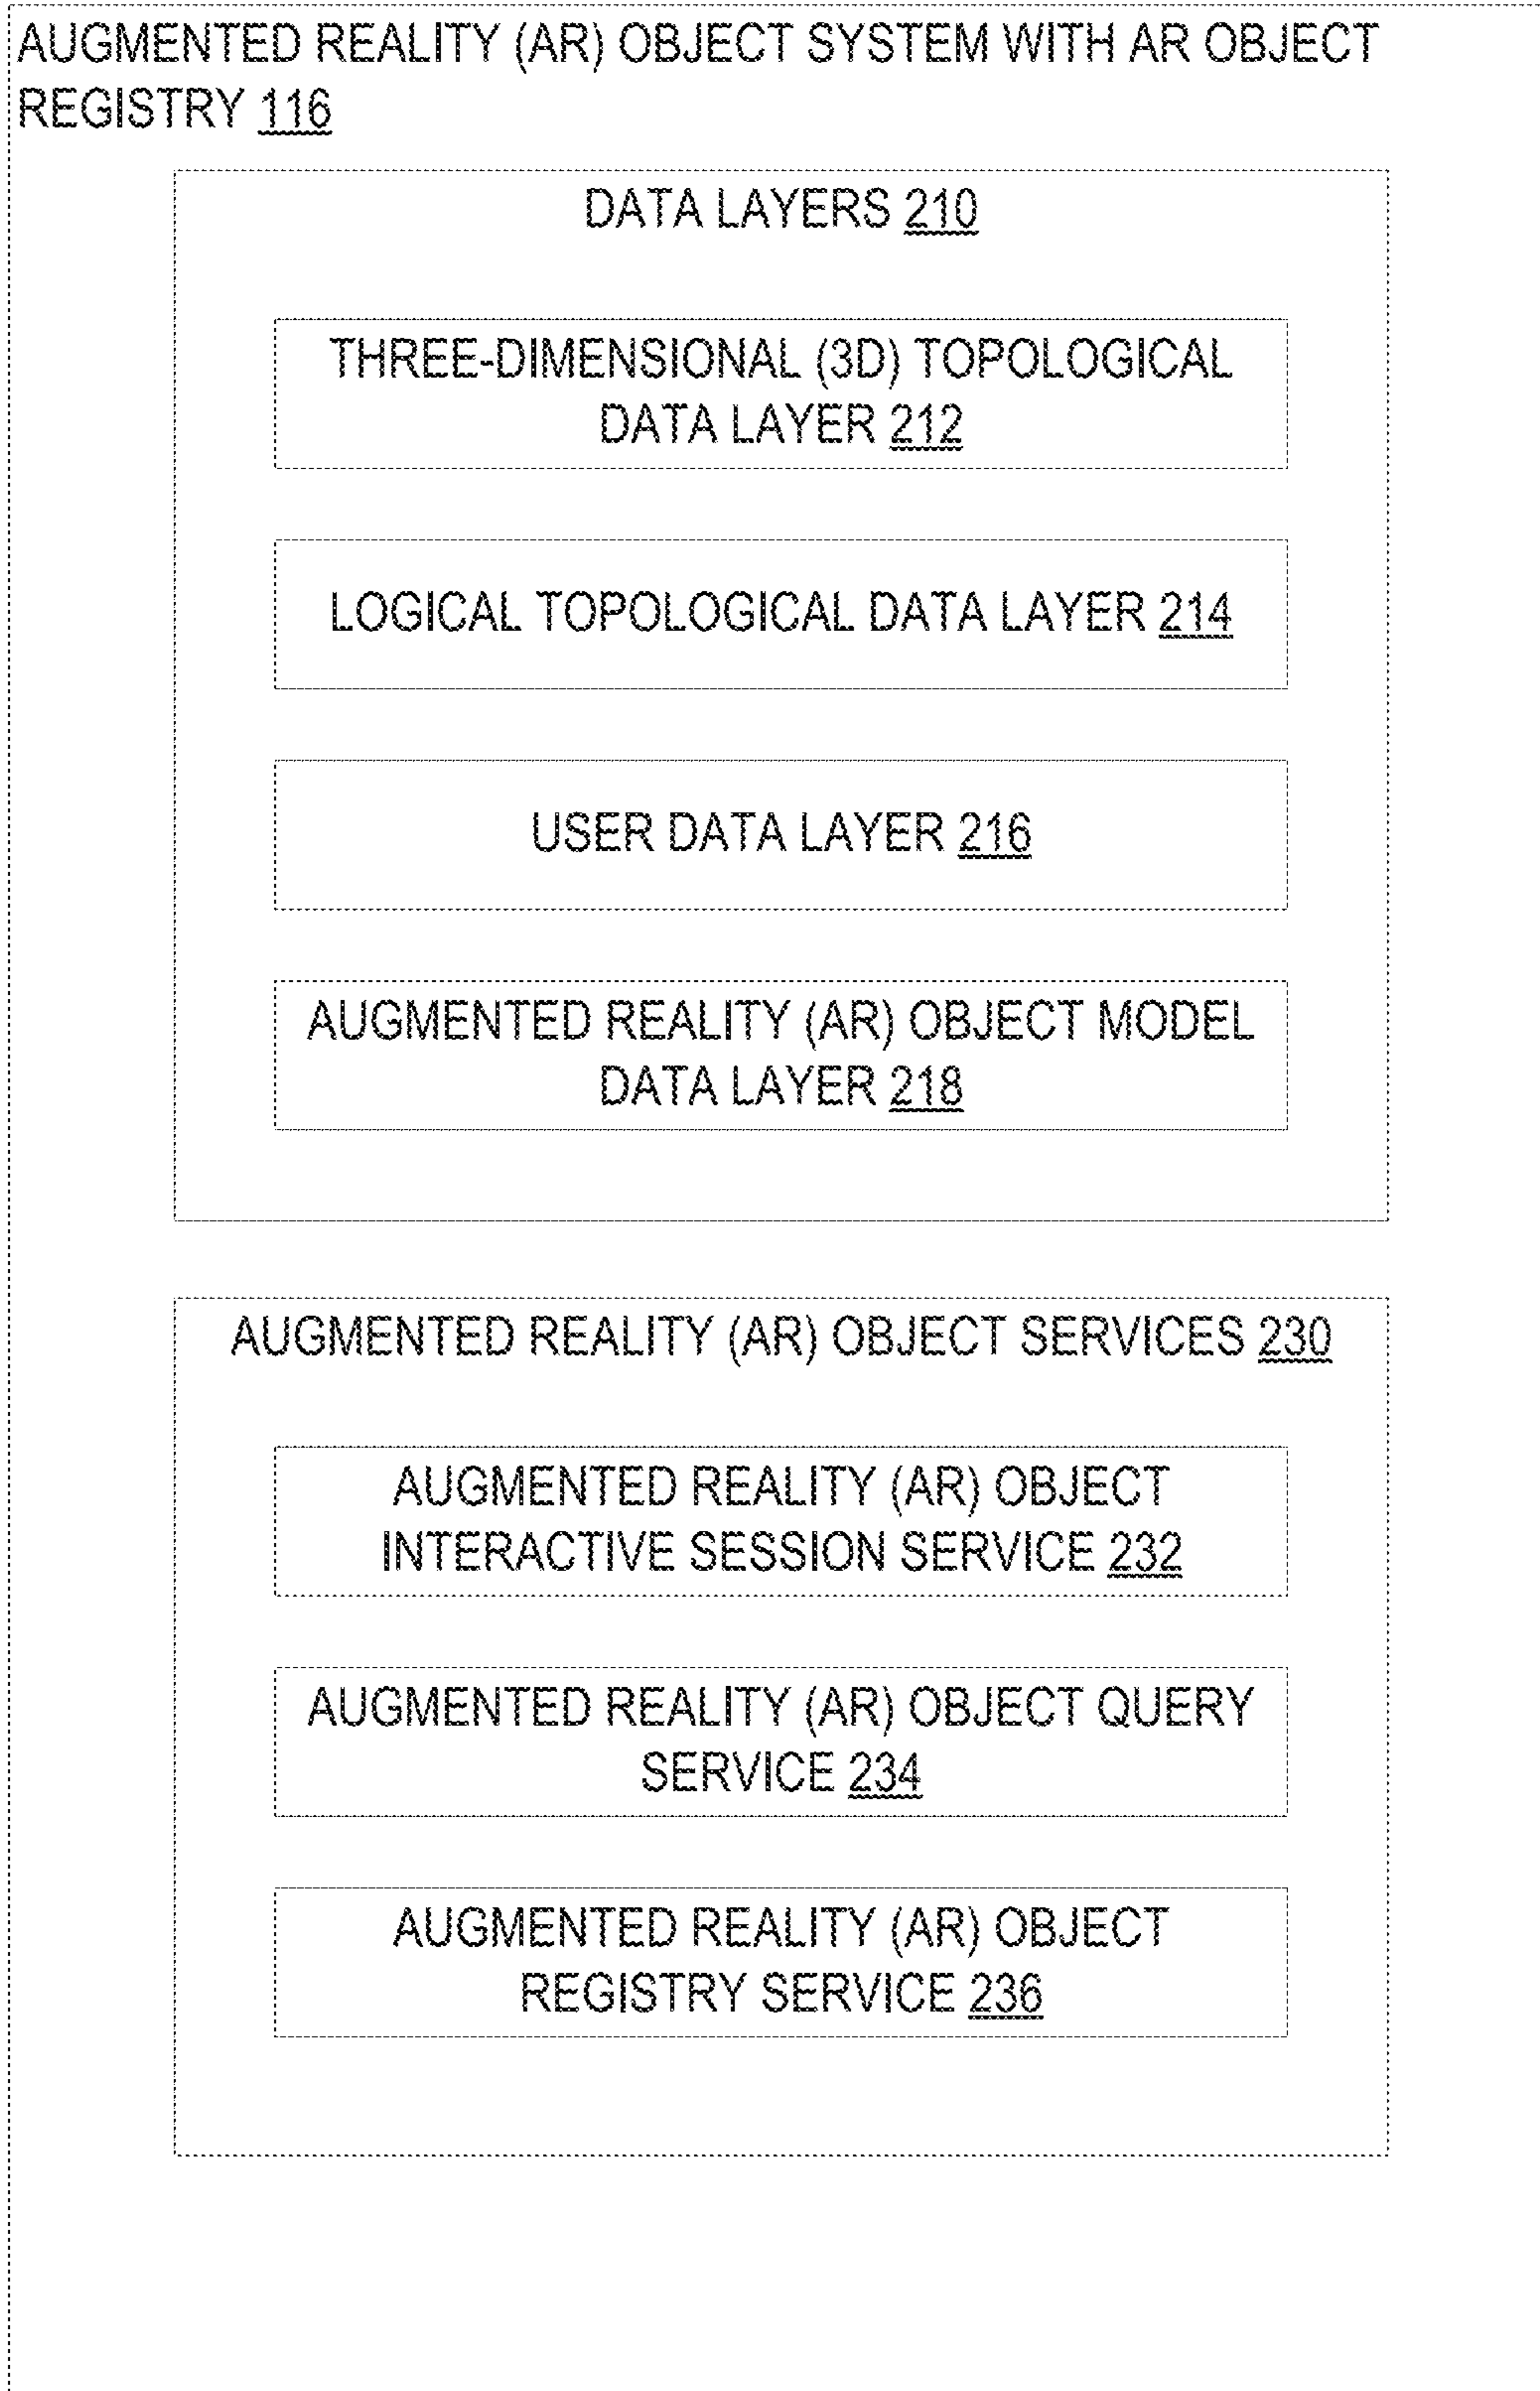 AUGMENTED REALITY (AR) OBJECT SYSTEM WITH AR OBJECT
REGISTRY 116
DATA LAYERS 210
THREE-DIMENSIONAL (3D) TOPOLOGICAL
DATA LAYER 212
LOGICAL TOPOLOGICAL DATA LAYER 214
USER DATA LAYER 216
AUGMENTED REALITY (AR) OBJECT MODEL
DATA LAYER 218
AUGMENTED REALITY (AR) OBJECT SERVICES 230
AUGMENTED REALITY (AR) OBJECT
INTERACTIVE SESSION SERVICE 232
AUGMENTED REALITY (AR) OBJECT QUERY
SERVICE 234
AUGMENTED REALITY (AR) OBJECT
REGISTRY SERVICE 236